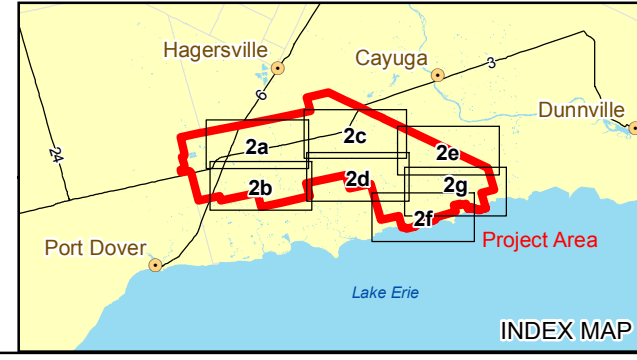 Hagersville
Cayuga
3
6
Dunnville
2c
2a
2e
24
2d
2b
2g
2f
Port Dover
Project Area
Lake Erie
INDEX MAP